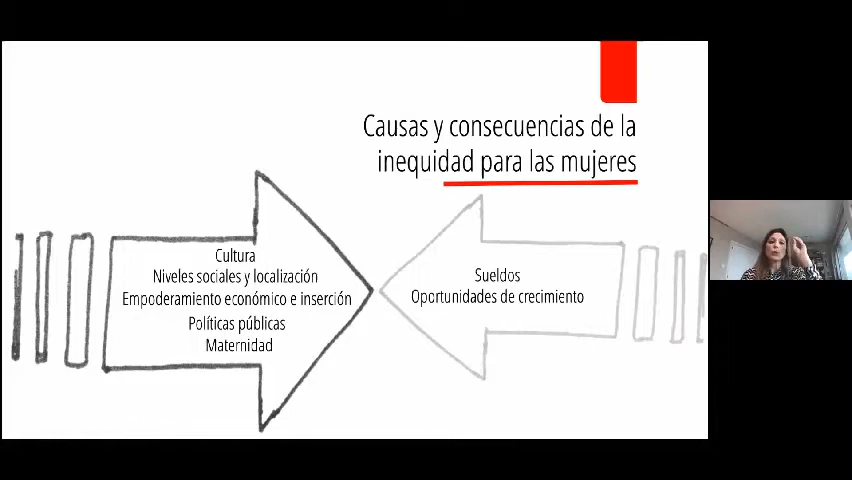 Causas y consecuencias de la
inequidad para las mujeres
Cultura
Niveles sociales y localización
Empoderamiento económico e inserción
Políticas públicas
Maternidad
Sueldos
Oportunidades de crecimiento